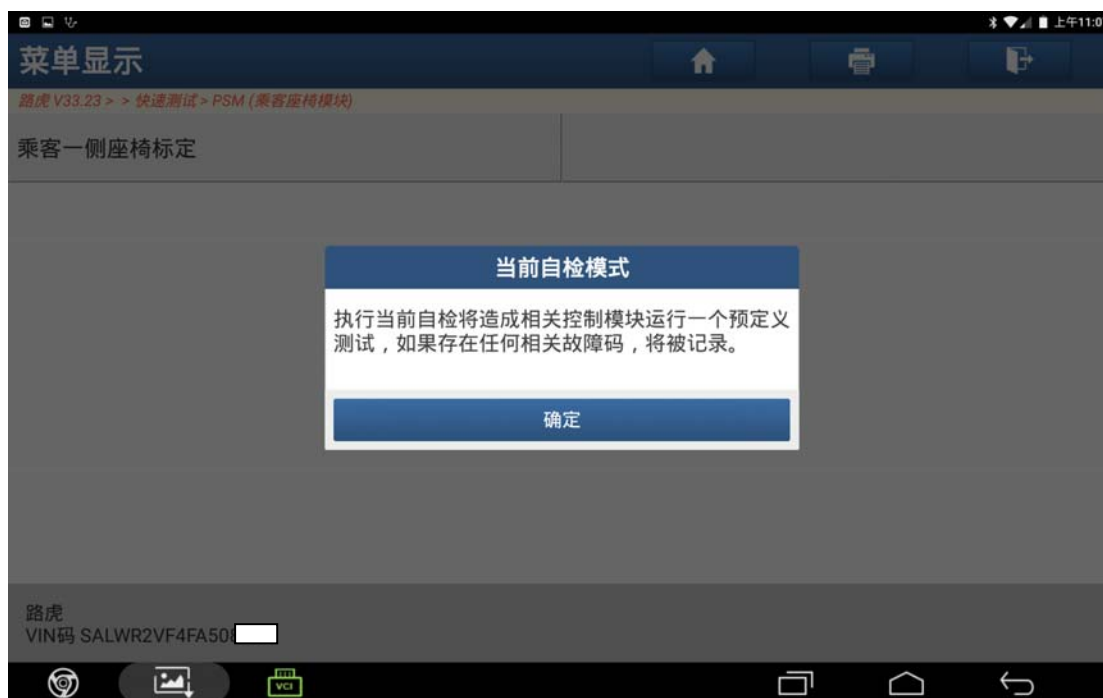 上午11:0
菜单显示
路虎 V33.23 > > 快速测试 > PSM (乘客座椅模块)
乘客一侧座椅标定
当前自检模式
执行当前自检将造成相关控制模块运行一个预定义
测试，如果存在任何相关故障码，将被记录。
确定
路虎
VIN码 SALWR2VF4FA50
VCI